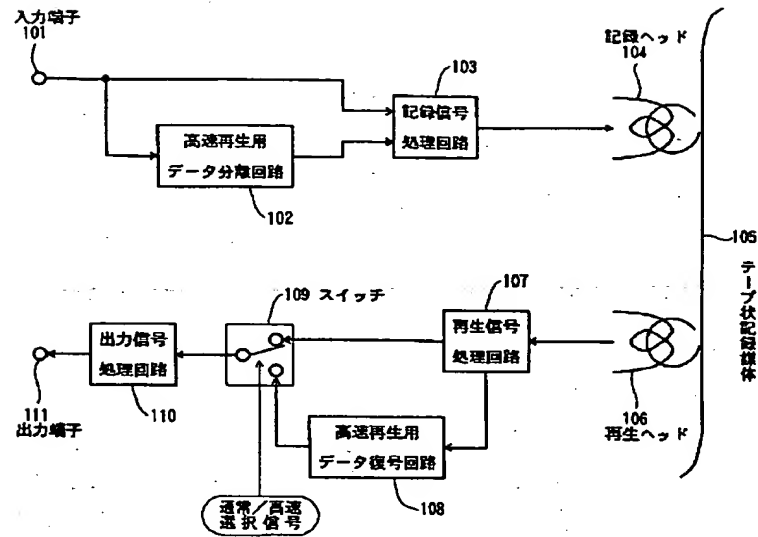 入力端子
101
高速再生用
データ分離回路
102
103
記録信号
処理回路
記録ヘッド
104
105
テープ状記録媒体
109 スイッチ
107
再生信号
処理回路
出力信号
処理回路
110
111
出力端子
高速再生用
データ復号回路
108
106
再生ヘッド
通常／高速
選択信号